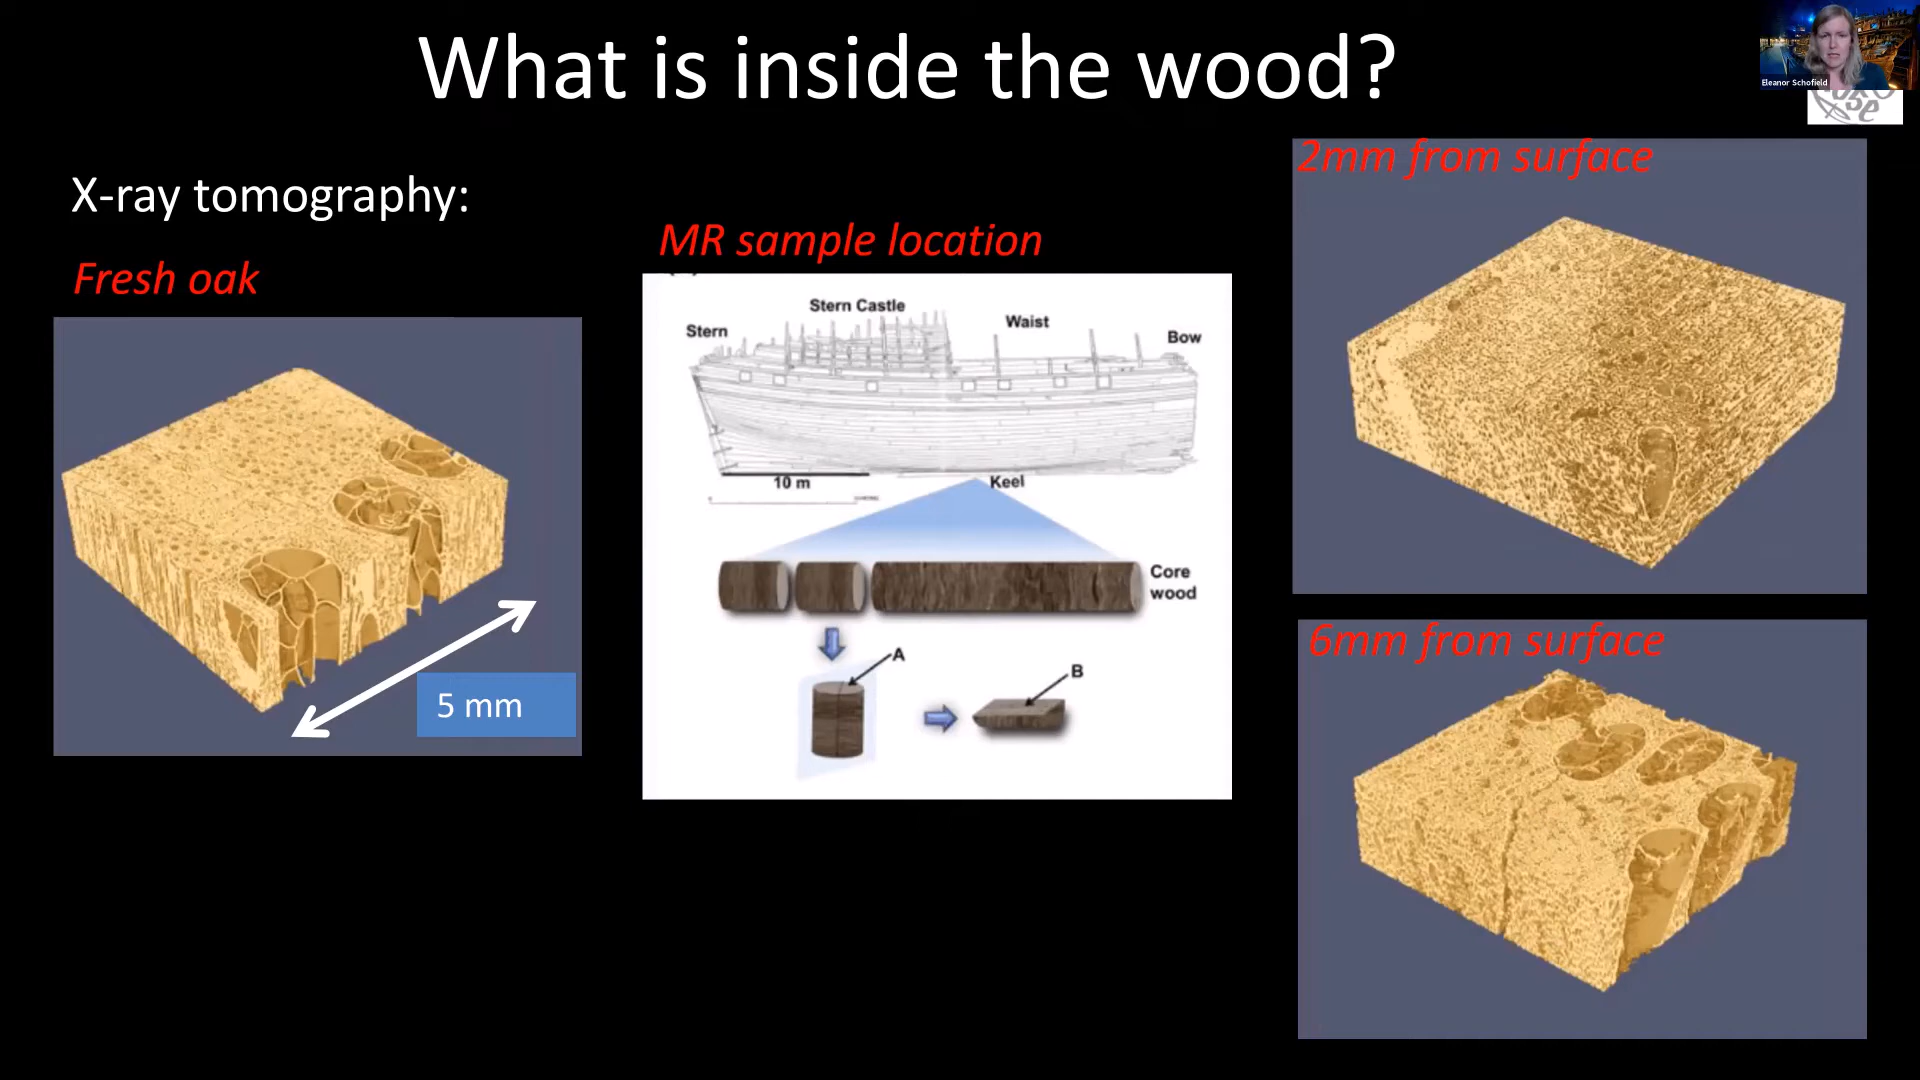 What is inside the wood?
Eleanor Schofield
X-ray tomography:
Fresh oak
5 mm
MR sample location
Stern Castle
Stern
Waist
Bow
10 m
Keel
Core
wood
A
B
2mm from surface
6mm from surface